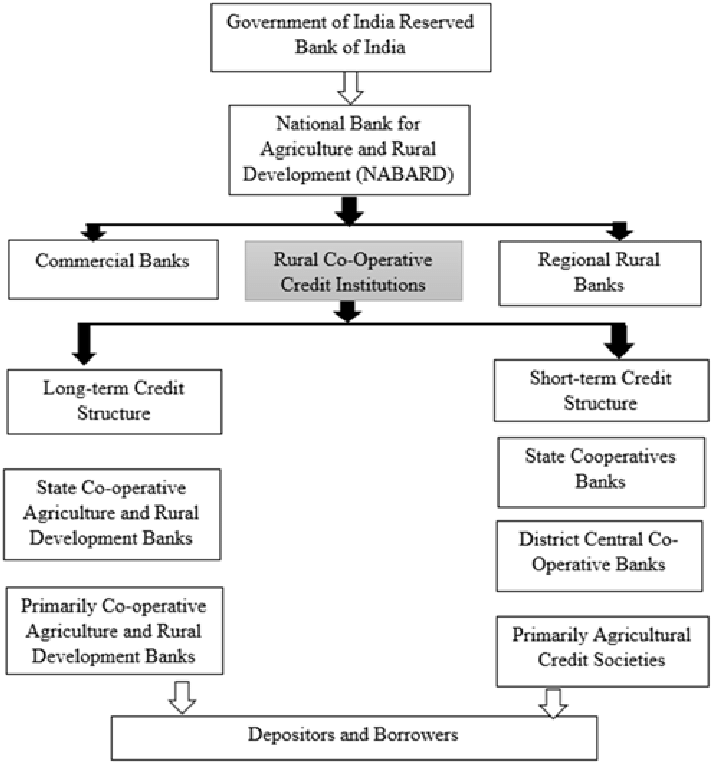 Government of India Reserved
Bank of India
National Bank for
Agriculture and Rural
Development (NABARD)
Commercial Banks
Rural Co-Operative
Credit Institutions
Regional Rural
Banks
Long-term Credit
Structure
Short-term Credit
Structure
State Co-operative
Agriculture and Rural
Development Banks
State Cooperatives
Banks
District Central Co-
Operative Banks
Primarily Co-operative
Agriculture and Rural
Development Banks
Primarily Agricultural
Credit Societies
Depositors and Borrowers